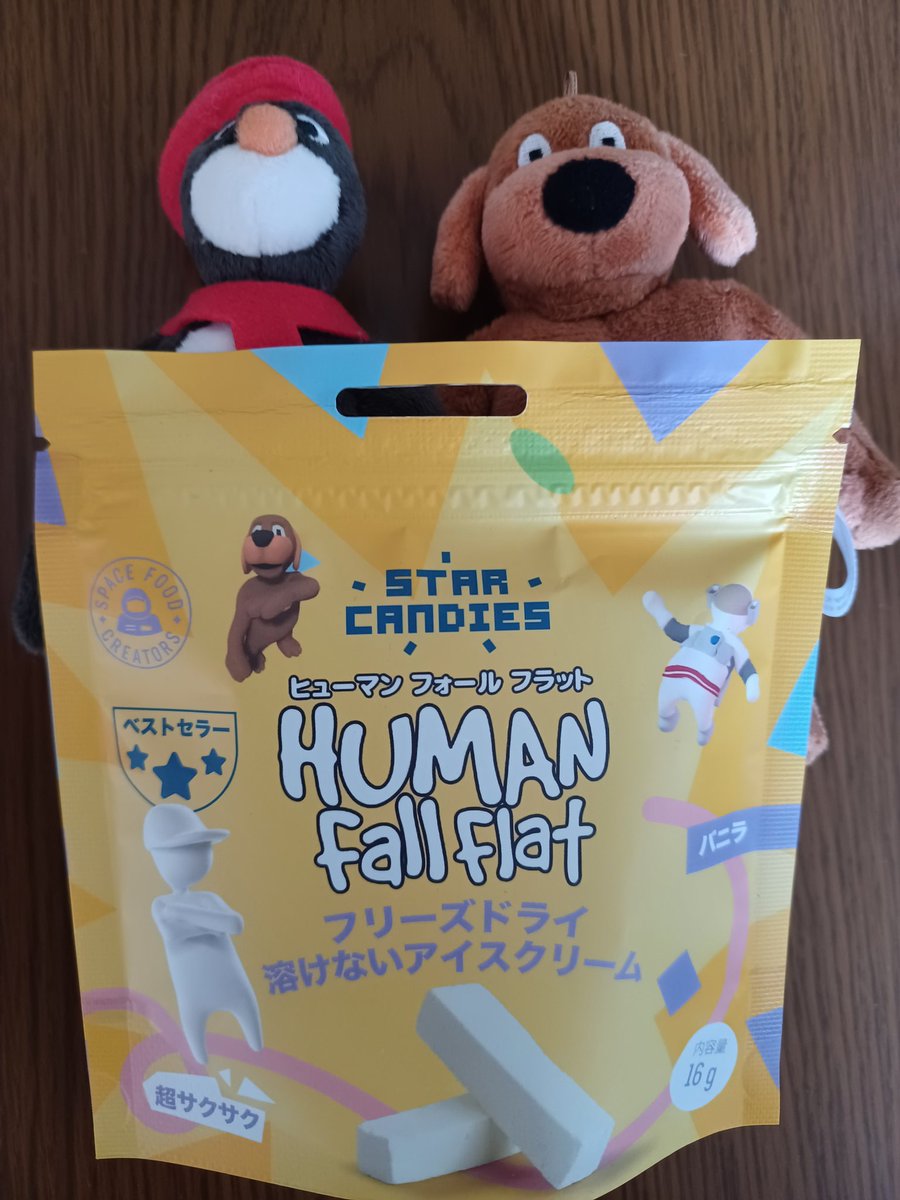 SPACE FOOD
CREATORS
STAR
CANDIES
ヒューマン フォール フラット
HUMAN
fall flat
ベストセラー
バニラ
フリーズドライ
溶けないアイスクリーム
内容量
16g
超サクサク